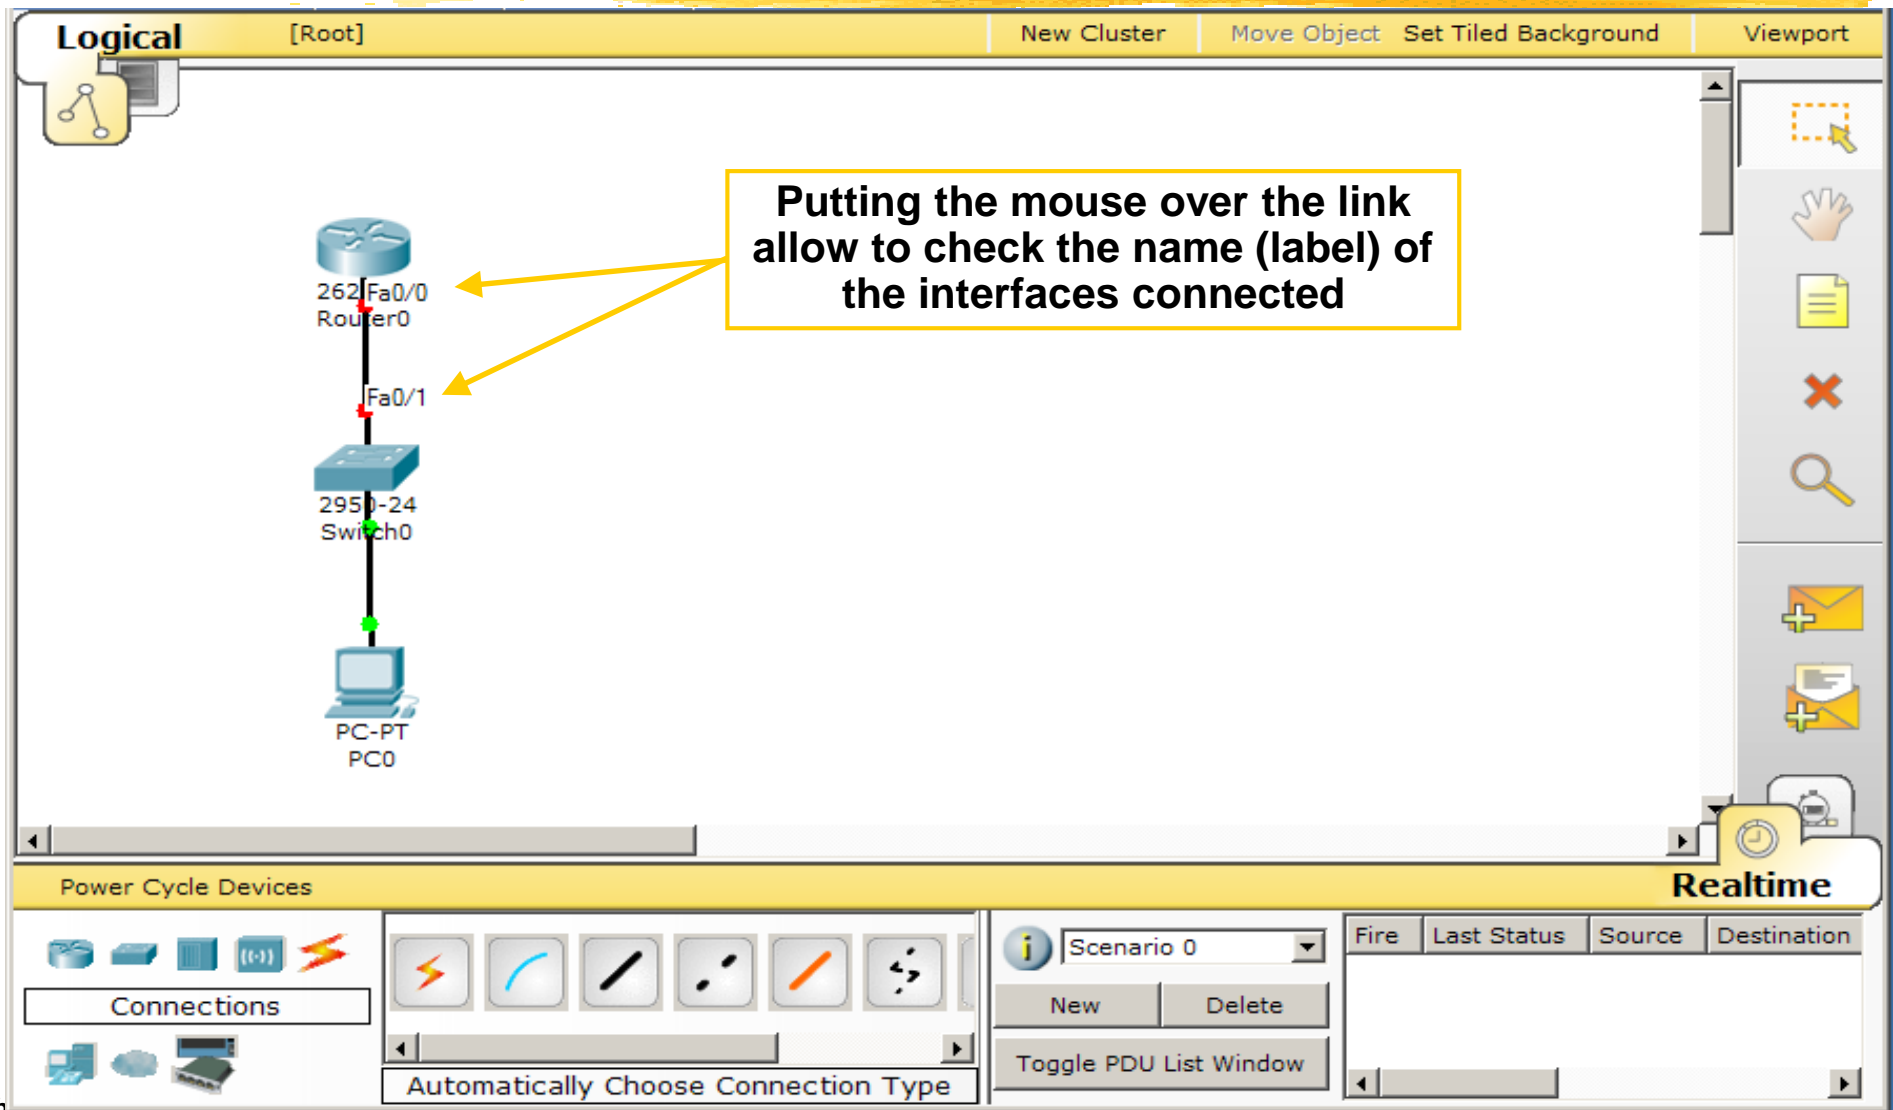 Logical
[Root]
New Cluster
Move Object
Set Tiled Background
Viewport
Putting the mouse over the link
allow to check the name (label) of
the interfaces connected
262 Fa0/0
Router0
Fa0/1
2950-24
Switch0
PC-PT
PC0
Power Cycle Devices
Realtime
Connections
Automatically Choose Connection Type
i
Scenario 0
New
Delete
Toggle PDU List Window
Fire
Last Status
Source
Destination